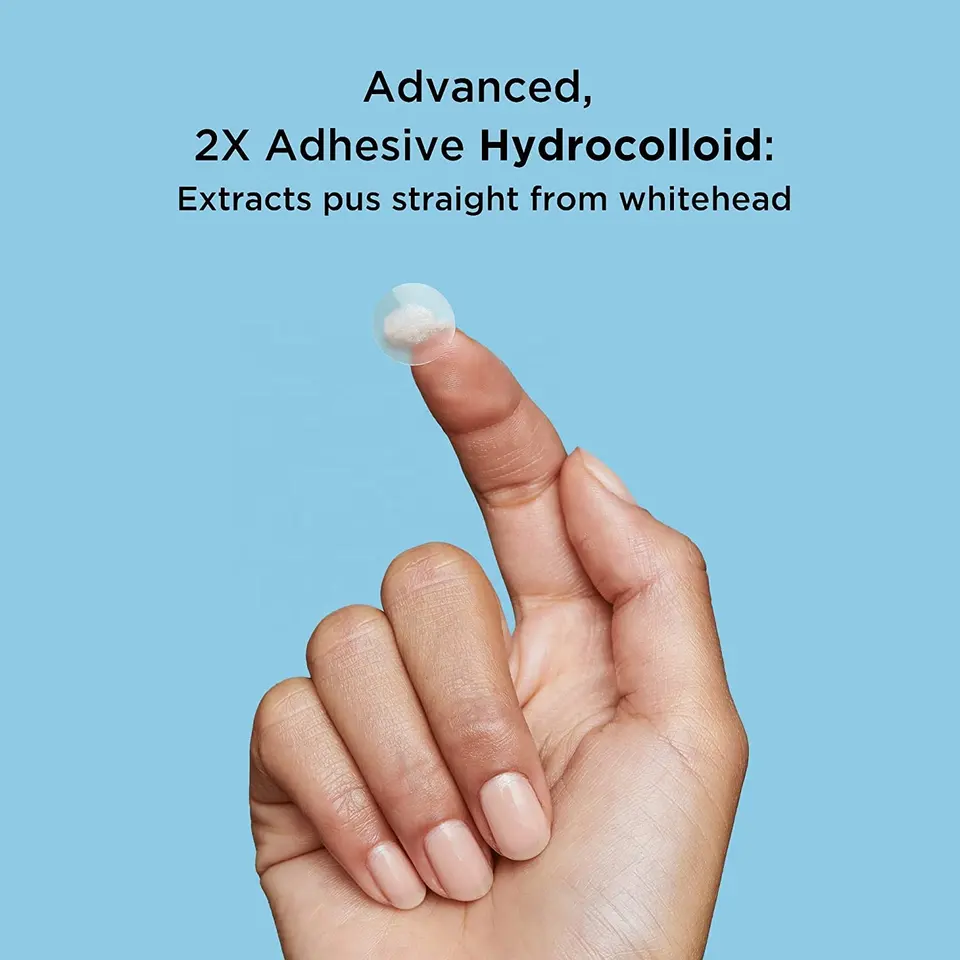 Advanced,
2X Adhesive Hydrocolloid:
Extracts pus straight from whitehead